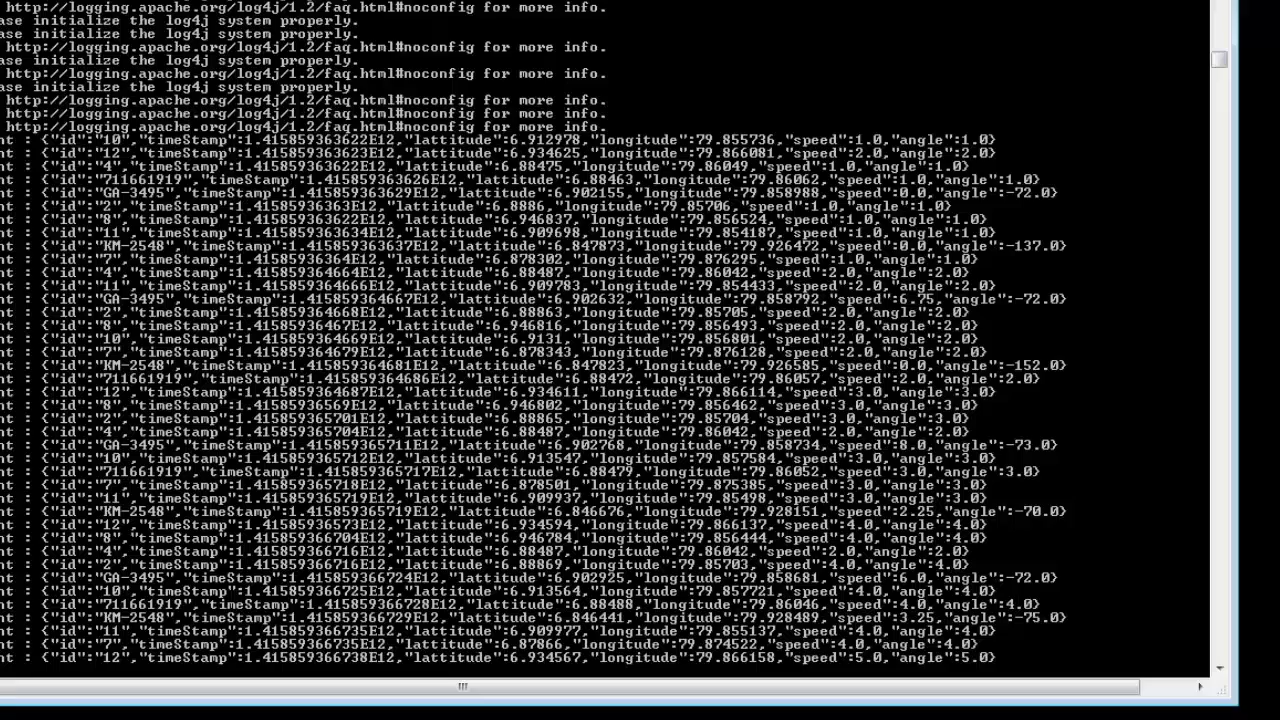 http://logging.apache.org/log4j/1.2/faq.html#noconfig for more info.
ase initialize the log4j system properly.
ase initialize the log4j system properly.
http://logging.apache.org/log4j/1.2/faq.html#noconfig for more info.
ase initialize the log4j system properly.
http://logging.apache.org/log4j/1.2/faq.html#noconfig for more info.
ase initialize the log4j system properly.
http://logging.apache.org/log4j/1.2/faq.html#noconfig for more info.
http://logging.apache.org/log4j/1.2/faq.html#noconfig for more info.
http://logging.apache.org/log4j/1.2/faq.html#noconfig for more info.
nt : {"id":"10","timeStamp":1.415859363622E12,"lattitude":6.912978,"longitude":79.855736,"speed":1.0,"angle":1.0}
nt : {"id":"12","timeStamp":1.415859363623E12,"lattitude":6.934625,"longitude":79.866081,"speed":2.0,"angle":2.0}
nt : {"id":"4","timeStamp":1.415859363622E12,"lattitude":6.88475,"longitude":79.86049,"speed":1.0,"angle":1.0}
nt : {"id":"711661919","timeStamp":1.415859363626E12,"lattitude":6.88463,"longitude":79.86062,"speed":1.0,"angle":1.0}
nt : {"id":"GA-3495","timeStamp":1.415859363629E12,"lattitude":6.902155,"longitude":79.858988,"speed":0.0,"angle":-72.0}
nt : {"id":"2","timeStamp":1.41585936363E12,"lattitude":6.8886,"longitude":79.85706,"speed":1.0,"angle":1.0}
nt : {"id":"8","timeStamp":1.415859363622E12,"lattitude":6.946837,"longitude":79.856524,"speed":1.0,"angle":1.0}
nt : {"id":"11","timeStamp":1.415859363634E12,"lattitude":6.909698,"longitude":79.854187,"speed":1.0,"angle":1.0}
nt : {"id":"KM-2548","timeStamp":1.415859363637E12,"lattitude":6.847873,"longitude":79.926472,"speed":0.0,"angle":-137.0}
nt : {"id":"7","timeStamp":1.41585936364E12,"lattitude":6.878302,"longitude":79.876295,"speed":1.0,"angle":1.0}
nt : {"id":"4","timeStamp":1.415859364664E12,"lattitude":6.88487,"longitude":79.86042,"speed":2.0,"angle":2.0}
nt : {"id":"11","timeStamp":1.415859364666E12,"lattitude":6.909783,"longitude":79.854433,"speed":2.0,"angle":2.0}
nt : {"id":"GA-3495","timeStamp":1.415859364667E12,"lattitude":6.902632,"longitude":79.858792,"speed":6.75,"angle":-72.0}
nt : {"id":"2","timeStamp":1.415859364668E12,"lattitude":6.88863,"longitude":79.85705,"speed":2.0,"angle":2.0}
nt : {"id":"8","timeStamp":1.41585936467E12,"lattitude":6.946816,"longitude":79.856493,"speed":2.0,"angle":2.0}
nt : {"id":"10","timeStamp":1.415859364669E12,"lattitude":6.9131,"longitude":79.856801,"speed":2.0,"angle":2.0}
nt : {"id":"7","timeStamp":1.415859364679E12,"lattitude":6.878343,"longitude":79.876128,"speed":2.0,"angle":2.0}
nt : {"id":"KM-2548","timeStamp":1.415859364681E12,"lattitude":6.847823,"longitude":79.926585,"speed":0.0,"angle":-152.0}
nt : {"id":"711661919","timeStamp":1.415859364686E12,"lattitude":6.88472,"longitude":79.86057,"speed":2.0,"angle":2.0}
nt : {"id":"12","timeStamp":1.415859364687E12,"lattitude":6.934611,"longitude":79.866114,"speed":3.0,"angle":3.0}
nt : {"id":"8","timeStamp":1.41585936569E12,"lattitude":6.946802,"longitude":79.856462,"speed":3.0,"angle":3.0}
nt : {"id":"2","timeStamp":1.415859365701E12,"lattitude":6.88865,"longitude":79.85704,"speed":3.0,"angle":3.0}
nt : {"id":"4","timeStamp":1.415859365704E12,"lattitude":6.88487,"longitude":79.86042,"speed":2.0,"angle":2.0}
nt : {"id":"GA-3495","timeStamp":1.415859365711E12,"lattitude":6.902768,"longitude":79.858734,"speed":8.0,"angle":-73.0}
nt : {"id":"10","timeStamp":1.415859365712E12,"lattitude":6.913547,"longitude":79.857584,"speed":3.0,"angle":3.0}
nt : {"id":"711661919","timeStamp":1.415859365717E12,"lattitude":6.88479,"longitude":79.86052,"speed":3.0,"angle":3.0}
nt : {"id":"7","timeStamp":1.415859365718E12,"lattitude":6.878501,"longitude":79.875385,"speed":3.0,"angle":3.0}
nt : {"id":"11","timeStamp":1.415859365719E12,"lattitude":6.909937,"longitude":79.85498,"speed":3.0,"angle":3.0}
nt : {"id":"KM-2548","timeStamp":1.415859365719E12,"lattitude":6.846676,"longitude":79.928151,"speed":2.25,"angle":-70.0}
nt : {"id":"12","timeStamp":1.41585936573E12,"lattitude":6.934594,"longitude":79.866137,"speed":4.0,"angle":4.0}
nt : {"id":"8","timeStamp":1.415859366704E12,"lattitude":6.946784,"longitude":79.856444,"speed":4.0,"angle":4.0}
nt : {"id":"4","timeStamp":1.415859366716E12,"lattitude":6.88487,"longitude":79.86042,"speed":2.0,"angle":2.0}
nt : {"id":"2","timeStamp":1.415859366716E12,"lattitude":6.88869,"longitude":79.85703,"speed":4.0,"angle":4.0}
nt : {"id":"GA-3495","timeStamp":1.415859366724E12,"lattitude":6.902925,"longitude":79.858681,"speed":6.0,"angle":-72.0}
nt : {"id":"10","timeStamp":1.415859366725E12,"lattitude":6.913564,"longitude":79.857721,"speed":4.0,"angle":4.0}
nt : {"id":"711661919","timeStamp":1.415859366728E12,"lattitude":6.88488,"longitude":79.86046,"speed":4.0,"angle":4.0}
nt : {"id":"KM-2548","timeStamp":1.415859366729E12,"lattitude":6.846441,"longitude":79.928489,"speed":3.25,"angle":-75.0}
nt : {"id":"11","timeStamp":1.415859366735E12,"lattitude":6.909977,"longitude":79.855137,"speed":4.0,"angle":4.0}
nt : {"id":"7","timeStamp":1.415859366735E12,"lattitude":6.87866,"longitude":79.874522,"speed":4.0,"angle":4.0}
nt : {"id":"12","timeStamp":1.415859366738E12,"lattitude":6.934567,"longitude":79.866158,"speed":5.0,"angle":5.0}